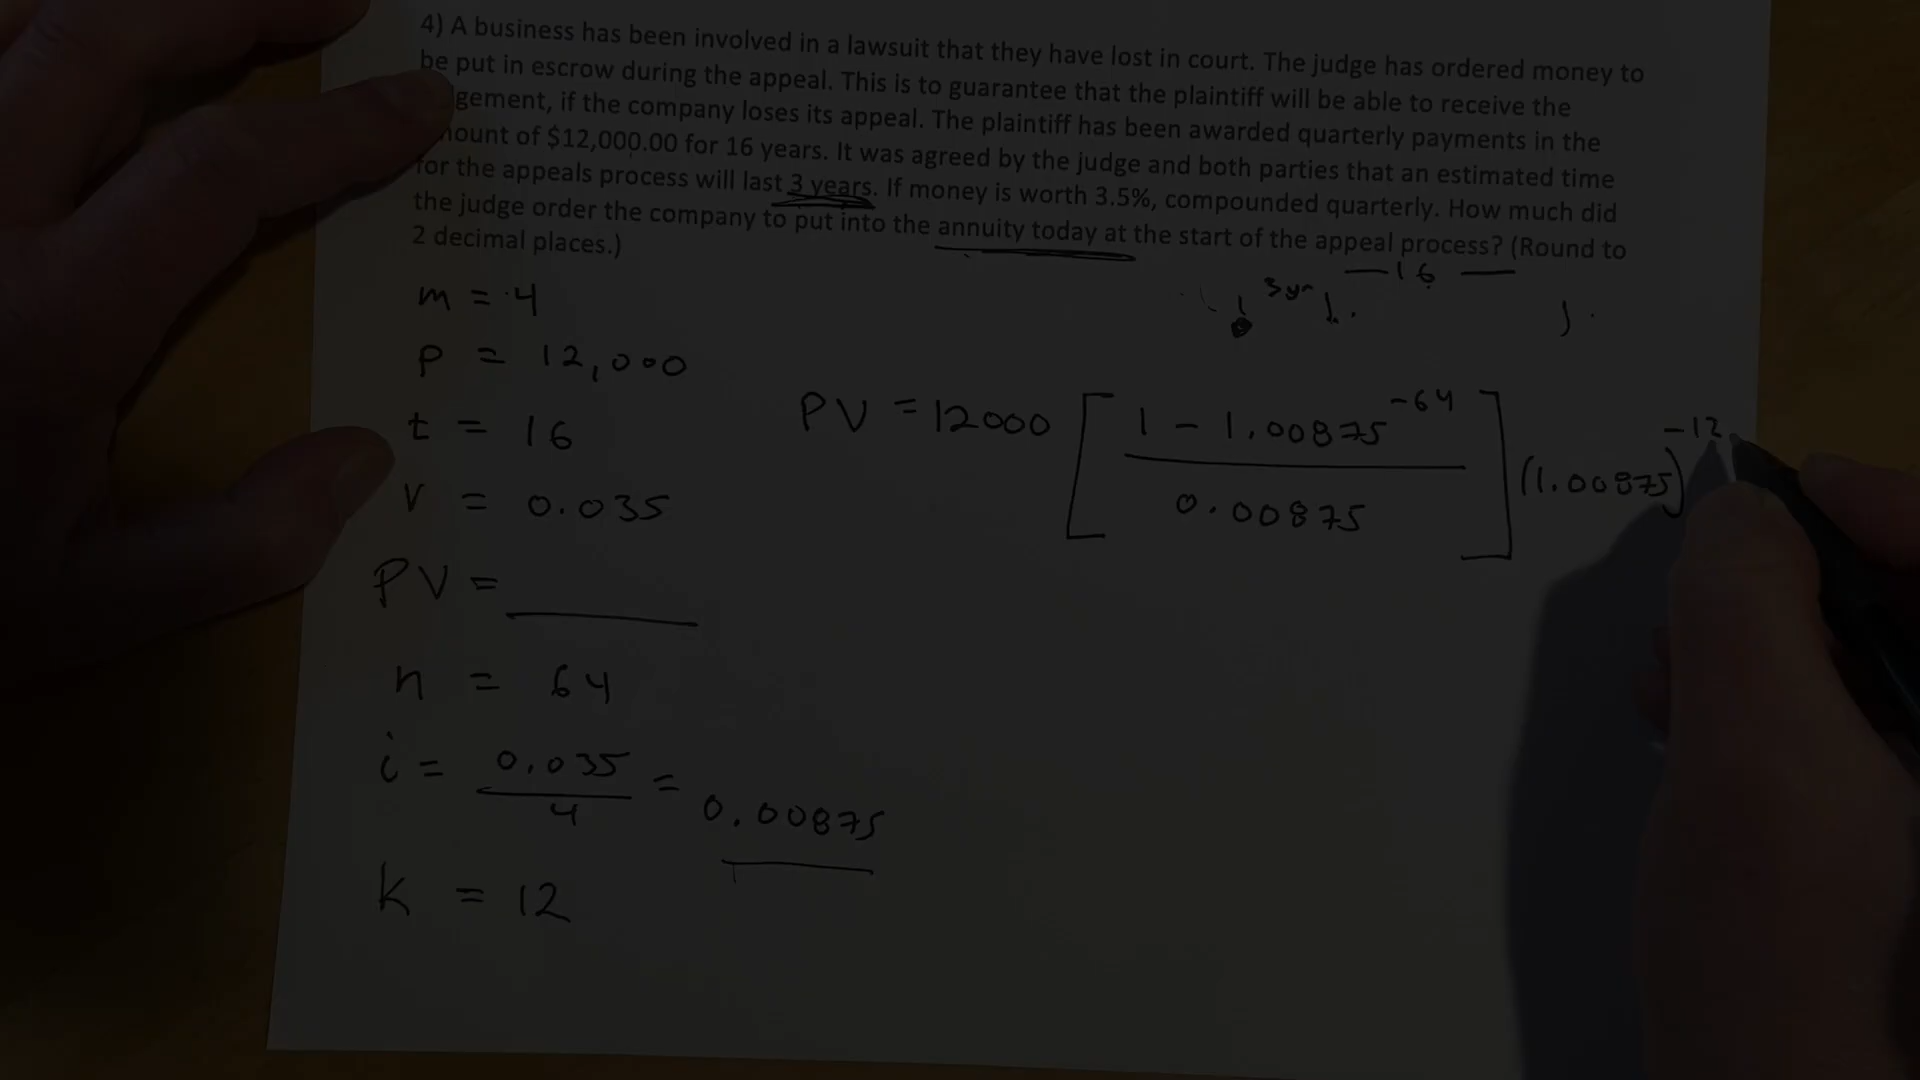 4) A business has been involved in a lawsuit that they have lost in court. The judge has ordered money to
be put in escrow during the appeal. This is to guarantee that the plaintiff will be able to receive the
gement, if the company loses its appeal. The plaintiff has been awarded quarterly payments in the
mount of $12,000.00 for 16 years. It was agreed by the judge and both parties that an estimated time
for the appeals process will last 3 years. If money is worth 3.5%, compounded quarterly. How much did
the judge order the company to put into the annuity today at the start of the appeal process? (Round to
2 decimal places.)
3yr 16
m = 4
P = 12,000
t = 16
r = 0.035
PV =
n = 64
i = 0.035 / 4 = 0.00875
k = 12
PV = 12000 [ 1 - 1.00875^-64 / 0.00875 ] (1.00875)^-12